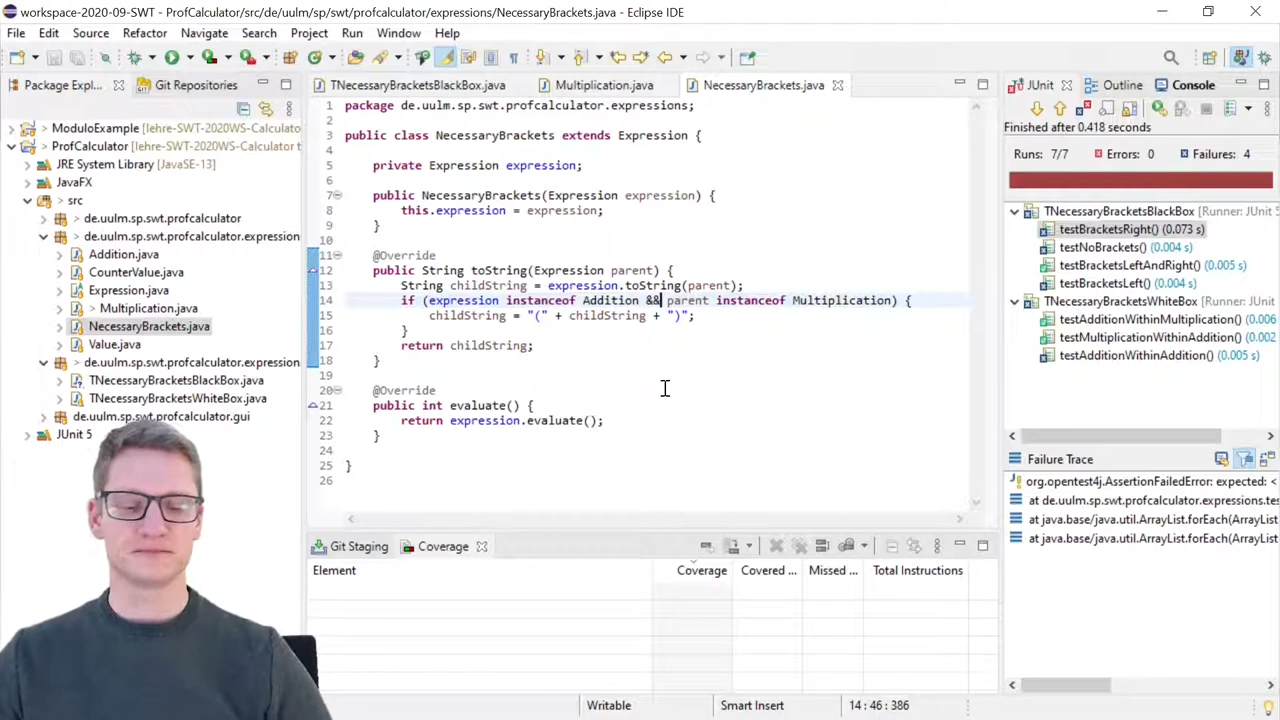 workspace-2020-09-SWT - ProfCalculator/src/de/uulm/sp/swt/profcalculator/expressions/NecessaryBrackets.java - Eclipse IDE
File Edit Source Refactor Navigate Search Project Run Window Help
Package Expl...
Git Repositories
ModuloExample [lehre-SWT-2020WS-Calculato
ProfCalculator [lehre-SWT-2020WS-Calculator t
JRE System Library [JavaSE-13]
JavaFX
src
de.uulm.sp.swt.profcalculator
de.uulm.sp.swt.profcalculator.expression
Addition.java
CounterValue.java
Expression.java
Multiplication.java
NecessaryBrackets.java
Value.java
de.uulm.sp.swt.profcalculator.expression
TNecessaryBracketsBlackBox.java
TNecessaryBracketsWhiteBox.java
de.uulm.sp.swt.profcalculator.gui
JUnit 5
TNecessaryBracketsBlackBox.java
Multiplication.java
NecessaryBrackets.java
1 package de.uulm.sp.swt.profcalculator.expressions;
2
3 public class NecessaryBrackets extends Expression {
4
5 private Expression expression;
6
7 public NecessaryBrackets(Expression expression) {
8 this.expression = expression;
9 }
10
11 @Override
12 public String toString(Expression parent) {
13 String childString = expression.toString(parent);
14 if (expression instanceof Addition && parent instanceof Multiplication) {
15 childString = "(" + childString + ")";
16 }
17 return childString;
18 }
19
20 @Override
21 public int evaluate() {
22 return expression.evaluate();
23 }
24
25 }
26
Git Staging
Coverage
Element Coverage Covered ... Missed ... Total Instructions
JUnit
Outline
Console
Finished after 0.418 seconds
Runs: 7/7 Errors: 0 Failures: 4
TNecessaryBracketsBlackBox [Runner: JUnit 5
testBracketsRight() (0.073 s)
testNoBrackets() (0.004 s)
testBracketsLeftAndRight() (0.005 s)
testBracketsLeft() (0.004 s)
TNecessaryBracketsWhiteBox [Runner: JUnit
testAdditionWithinMultiplication() (0.006
testMultiplicationWithinAddition() (0.002
testAdditionWithinAddition() (0.005 s)
Failure Trace
org.opentest4j.AssertionFailedError: expected: <
at de.uulm.sp.swt.profcalculator.expressions.tes
at java.base/java.util.ArrayList.forEach(ArrayList
at java.base/java.util.ArrayList.forEach(ArrayList
Writable
Smart Insert
14 : 46 : 386